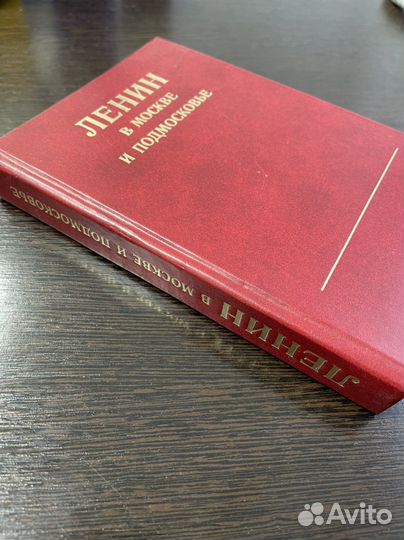 ЛЕНИН
В МОСКВЕ
И ПОДМОСКОВЬЕ
ЛЕНИН В МОСКВЕ И ПОДМОСКОВЬЕ
Avito